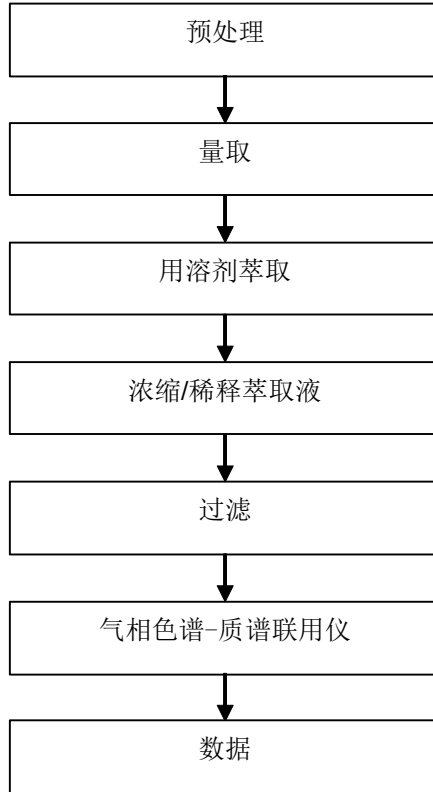 预处理
量取
用溶剂萃取
浓缩/稀释萃取液
过滤
气相色谱-质谱联用仪
数据